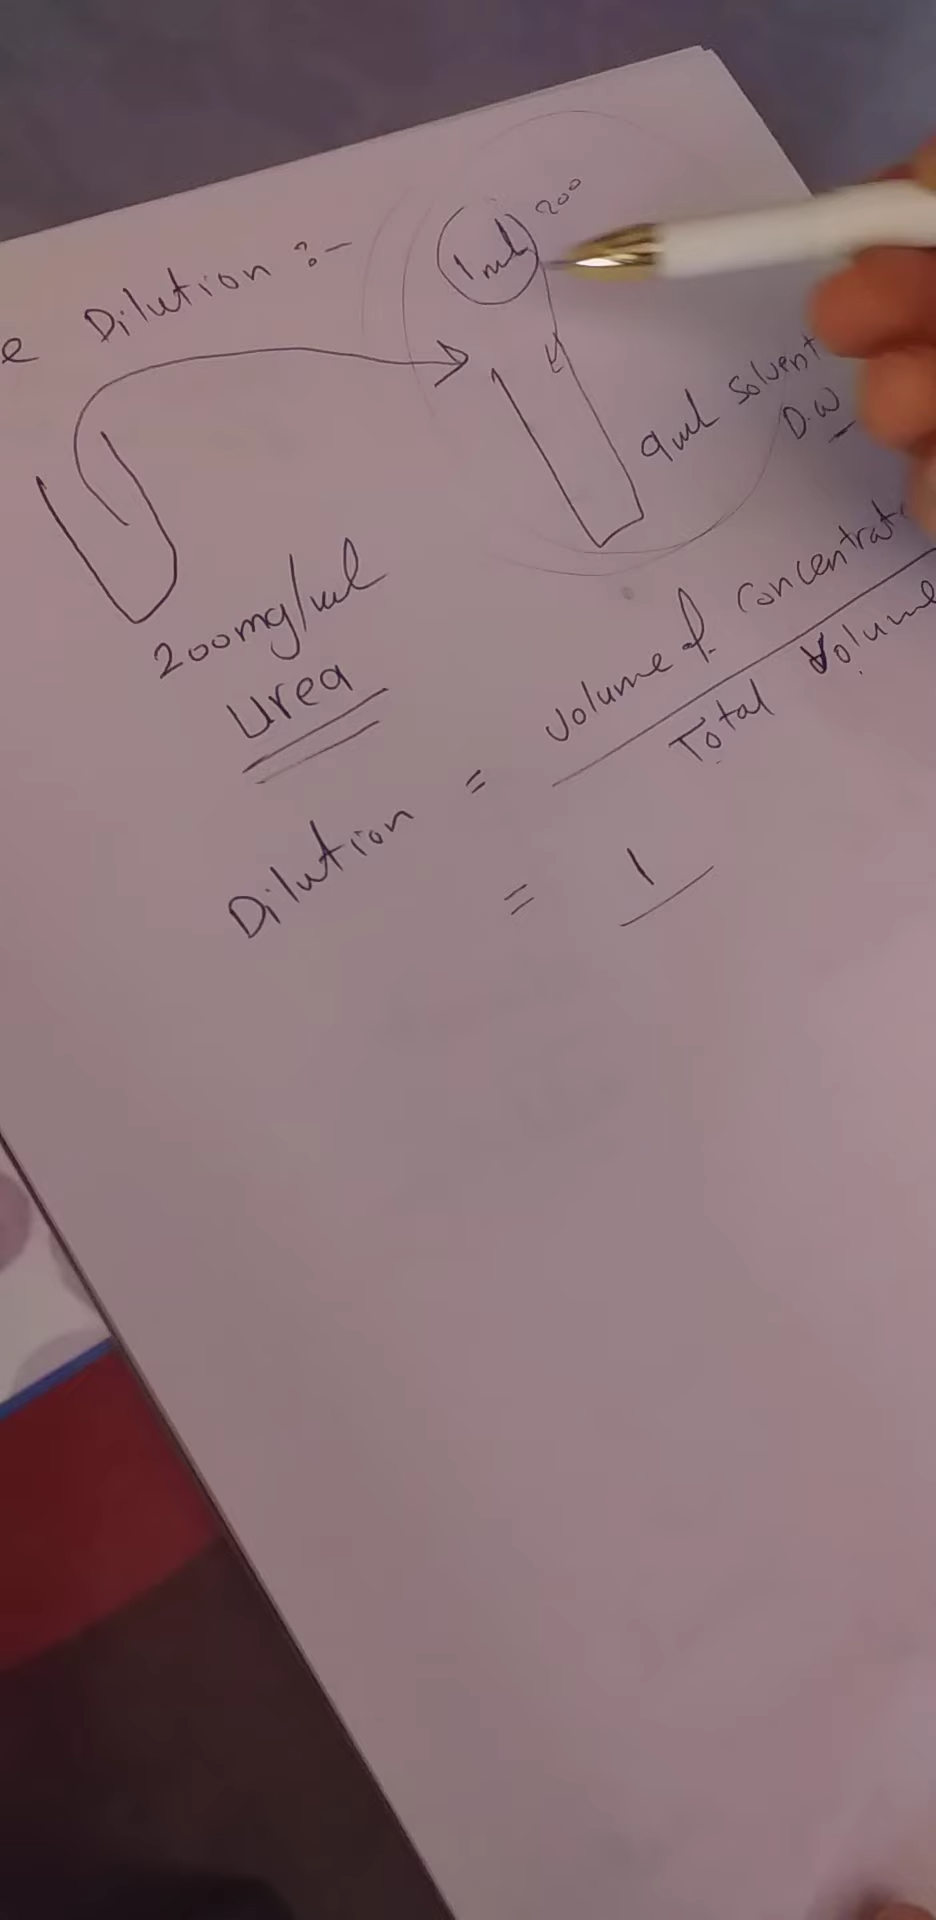 e Dilution :-
1ml 200
9ml solvent
D.W
200mg/ml
Urea
Dilution = volume of concentrat
Total Volume
= 1